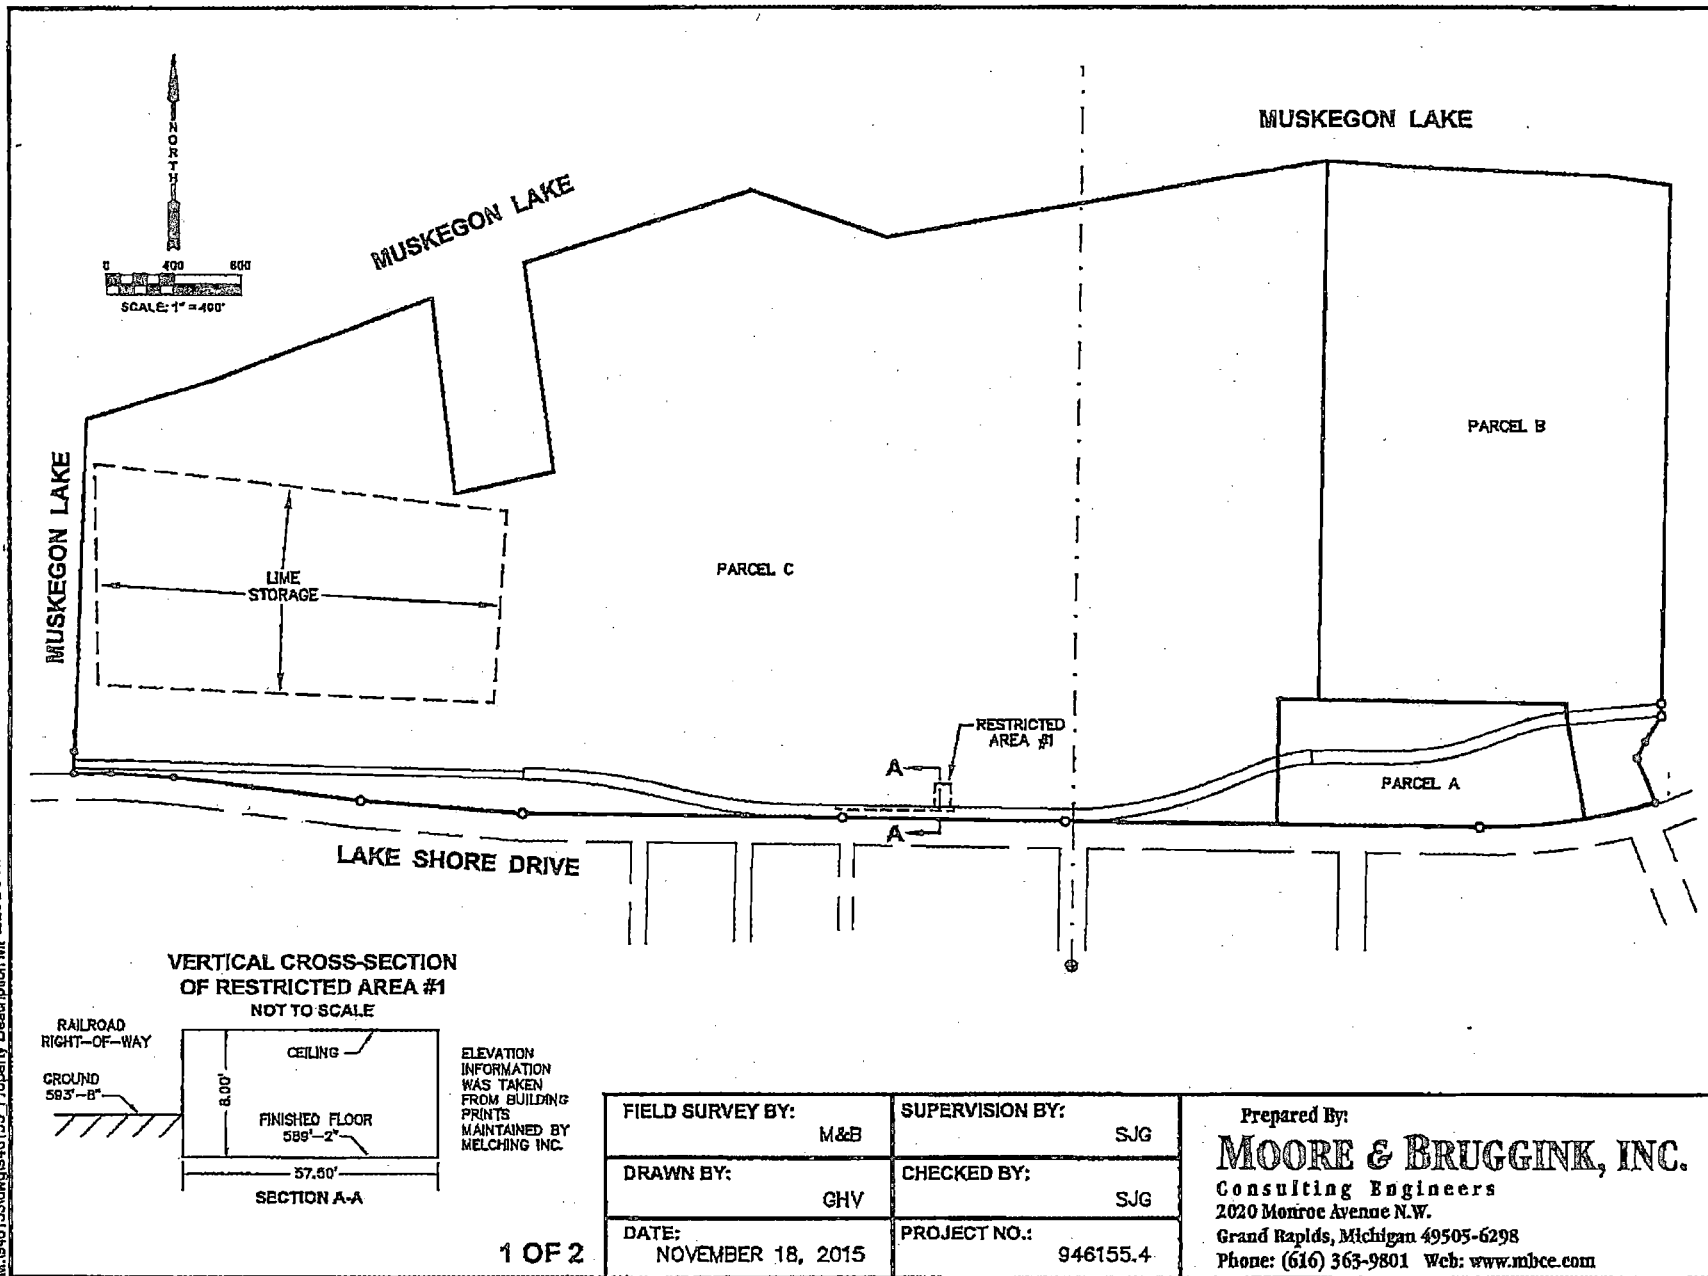 MUSKEGON LAKE
NORTH
MUSKEGON LAKE
0 400 800
SCALE: 1" = 400'
PARCEL B
MUSKEGON LAKE
PARCEL C
LIME
STORAGE
RESTRICTED
AREA #1
A
PARCEL A
A
LAKE SHORE DRIVE
VERTICAL CROSS-SECTION
OF RESTRICTED AREA #1
NOT TO SCALE
RAILROAD
RIGHT-OF-WAY
CEILING
GROUND
593'-8"
8.00'
FINISHED FLOOR
589'-2"
57.50'
SECTION A-A
ELEVATION
INFORMATION
WAS TAKEN
FROM BUILDING
PRINTS
MAINTAINED BY
MELCHING INC.
1 OF 2
FIELD SURVEY BY:
M&B
SUPERVISION BY:
SJG
DRAWN BY:
GHV
CHECKED BY:
SJG
DATE:
NOVEMBER 18, 2015
PROJECT NO.:
946155.4
Prepared By:
MOORE & BRUGGINK, INC.
Consulting Engineers
2020 Monroe Avenue N.W.
Grand Rapids, Michigan 49505-6298
Phone: (616) 363-9801 Web: www.mbce.com